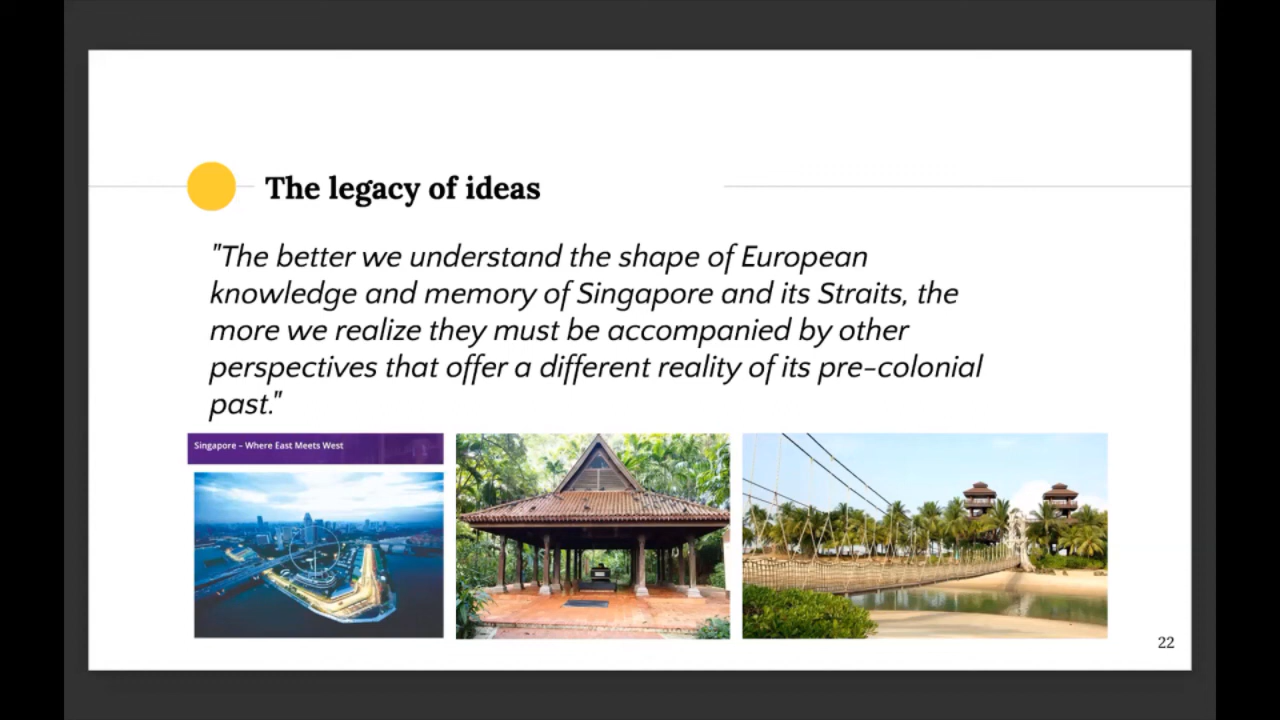 The legacy of ideas
"The better we understand the shape of European
knowledge and memory of Singapore and its Straits, the
more we realize they must be accompanied by other
perspectives that offer a different reality of its pre-colonial
past."
Singapore – Where East Meets West
22